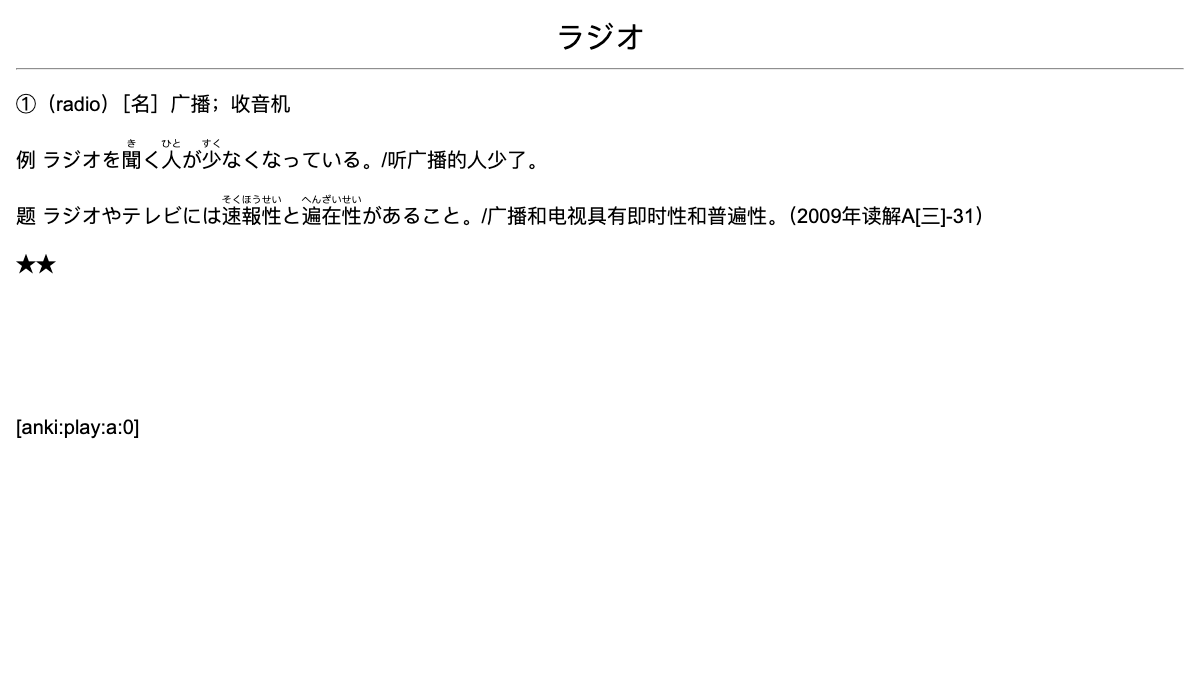 ラジオ
①（radio）［名］广播；收音机
例 ラジオを聞く人が少なくなっている。/听广播的人少了。
き ひと すく
题 ラジオやテレビには速報性と遍在性があること。/广播和电视具有即时性和普遍性。（2009年读解A[三]-31）
そくほうせい へんざいせい
★★
[anki:play:a:0]